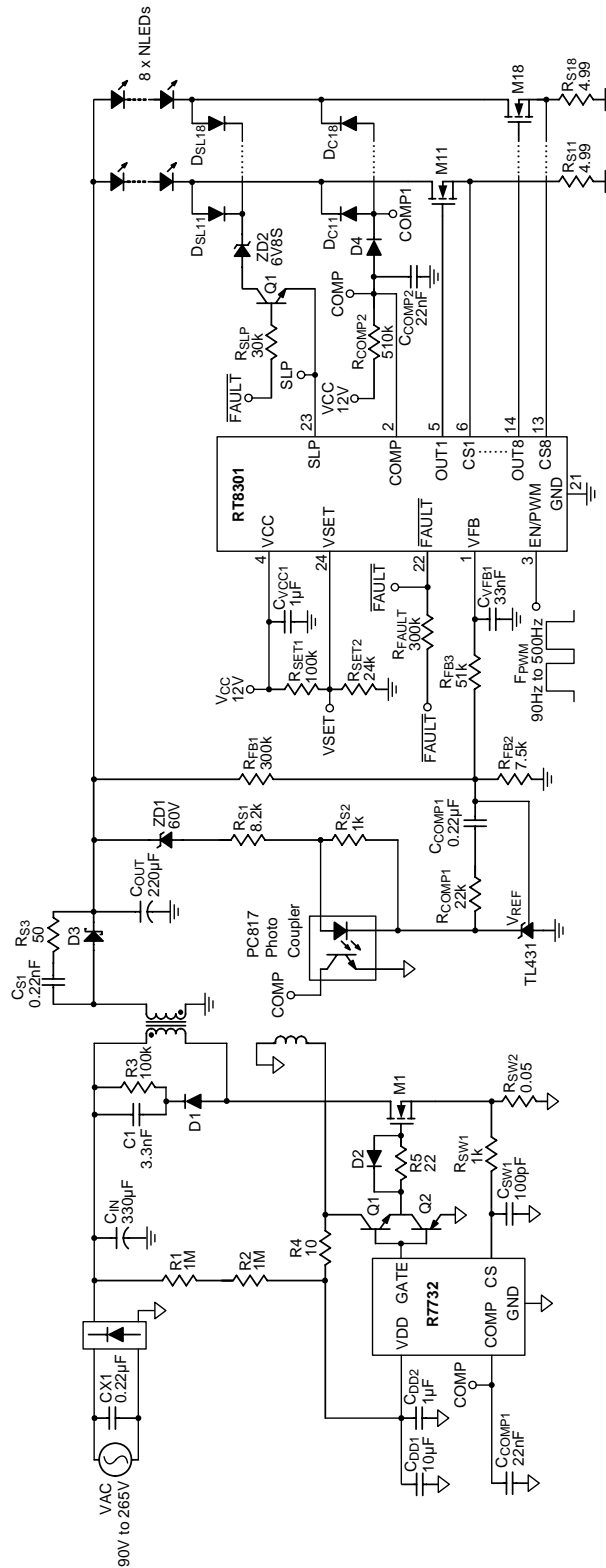 VAC
90V to 265V
CX1
0.22µF
CIN
330µF
R1
1M
R2
1M
C1
3.3nF
R3
100k
D1
CS1
0.22nF
RS3
50
D3
COUT
220µF
ZD1
60V
RS1
8.2k
RS2
1k
RFB1
300k
PC817
Photo
Coupler
COMP
RCOMP1
22k
CCOMP1
0.22µF
VREF
TL431
RFB2
7.5k
RFB3
51k
CVFB1
33nF
R4
10
Q1
Q2
D2
R5
22
M1
RSW1
1k
RSW2
0.05
CSW1
100pF
CDD1
10µF
CDD2
1µF
VDD
GATE
R7732
COMP
CS
GND
COMP
CCOMP1
22nF
VCC
12V
CVCC1
1µF
RSET1
100k
RSET2
24k
VSET
FAULT
RFAULT
300k
FAULT
FPWM
90Hz to 500Hz
RT8301
4
VCC
24
VSET
22
FAULT
1
VFB
3
EN/PWM
GND
21
SLP
23
COMP
2
OUT1
5
CS1
6
OUT8
14
CS8
13
FAULT
RSLP
30k
SLP
Q1
ZD2
6V8S
VCC
12V
RCOMP2
510k
COMP
CCOMP2
22nF
D4
COMP1
DSL11
DSL18
DC11
DC18
8 x NLEDs
M11
M18
RS11
4.99
RS18
4.99